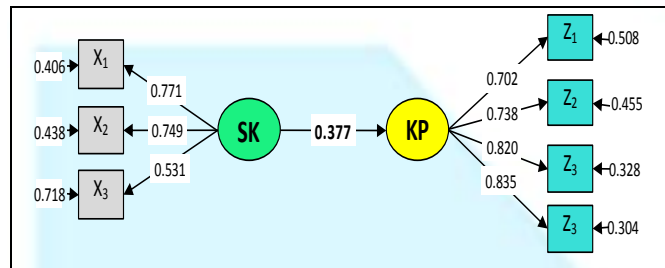 0.406 X₁
0.771
0.438 X₂
0.749
0.718 X₃
0.531
SK
0.377
KP
0.702
0.738
0.820
0.835
Z₁ 0.508
Z₂ 0.455
Z₃ 0.328
Z₃ 0.304